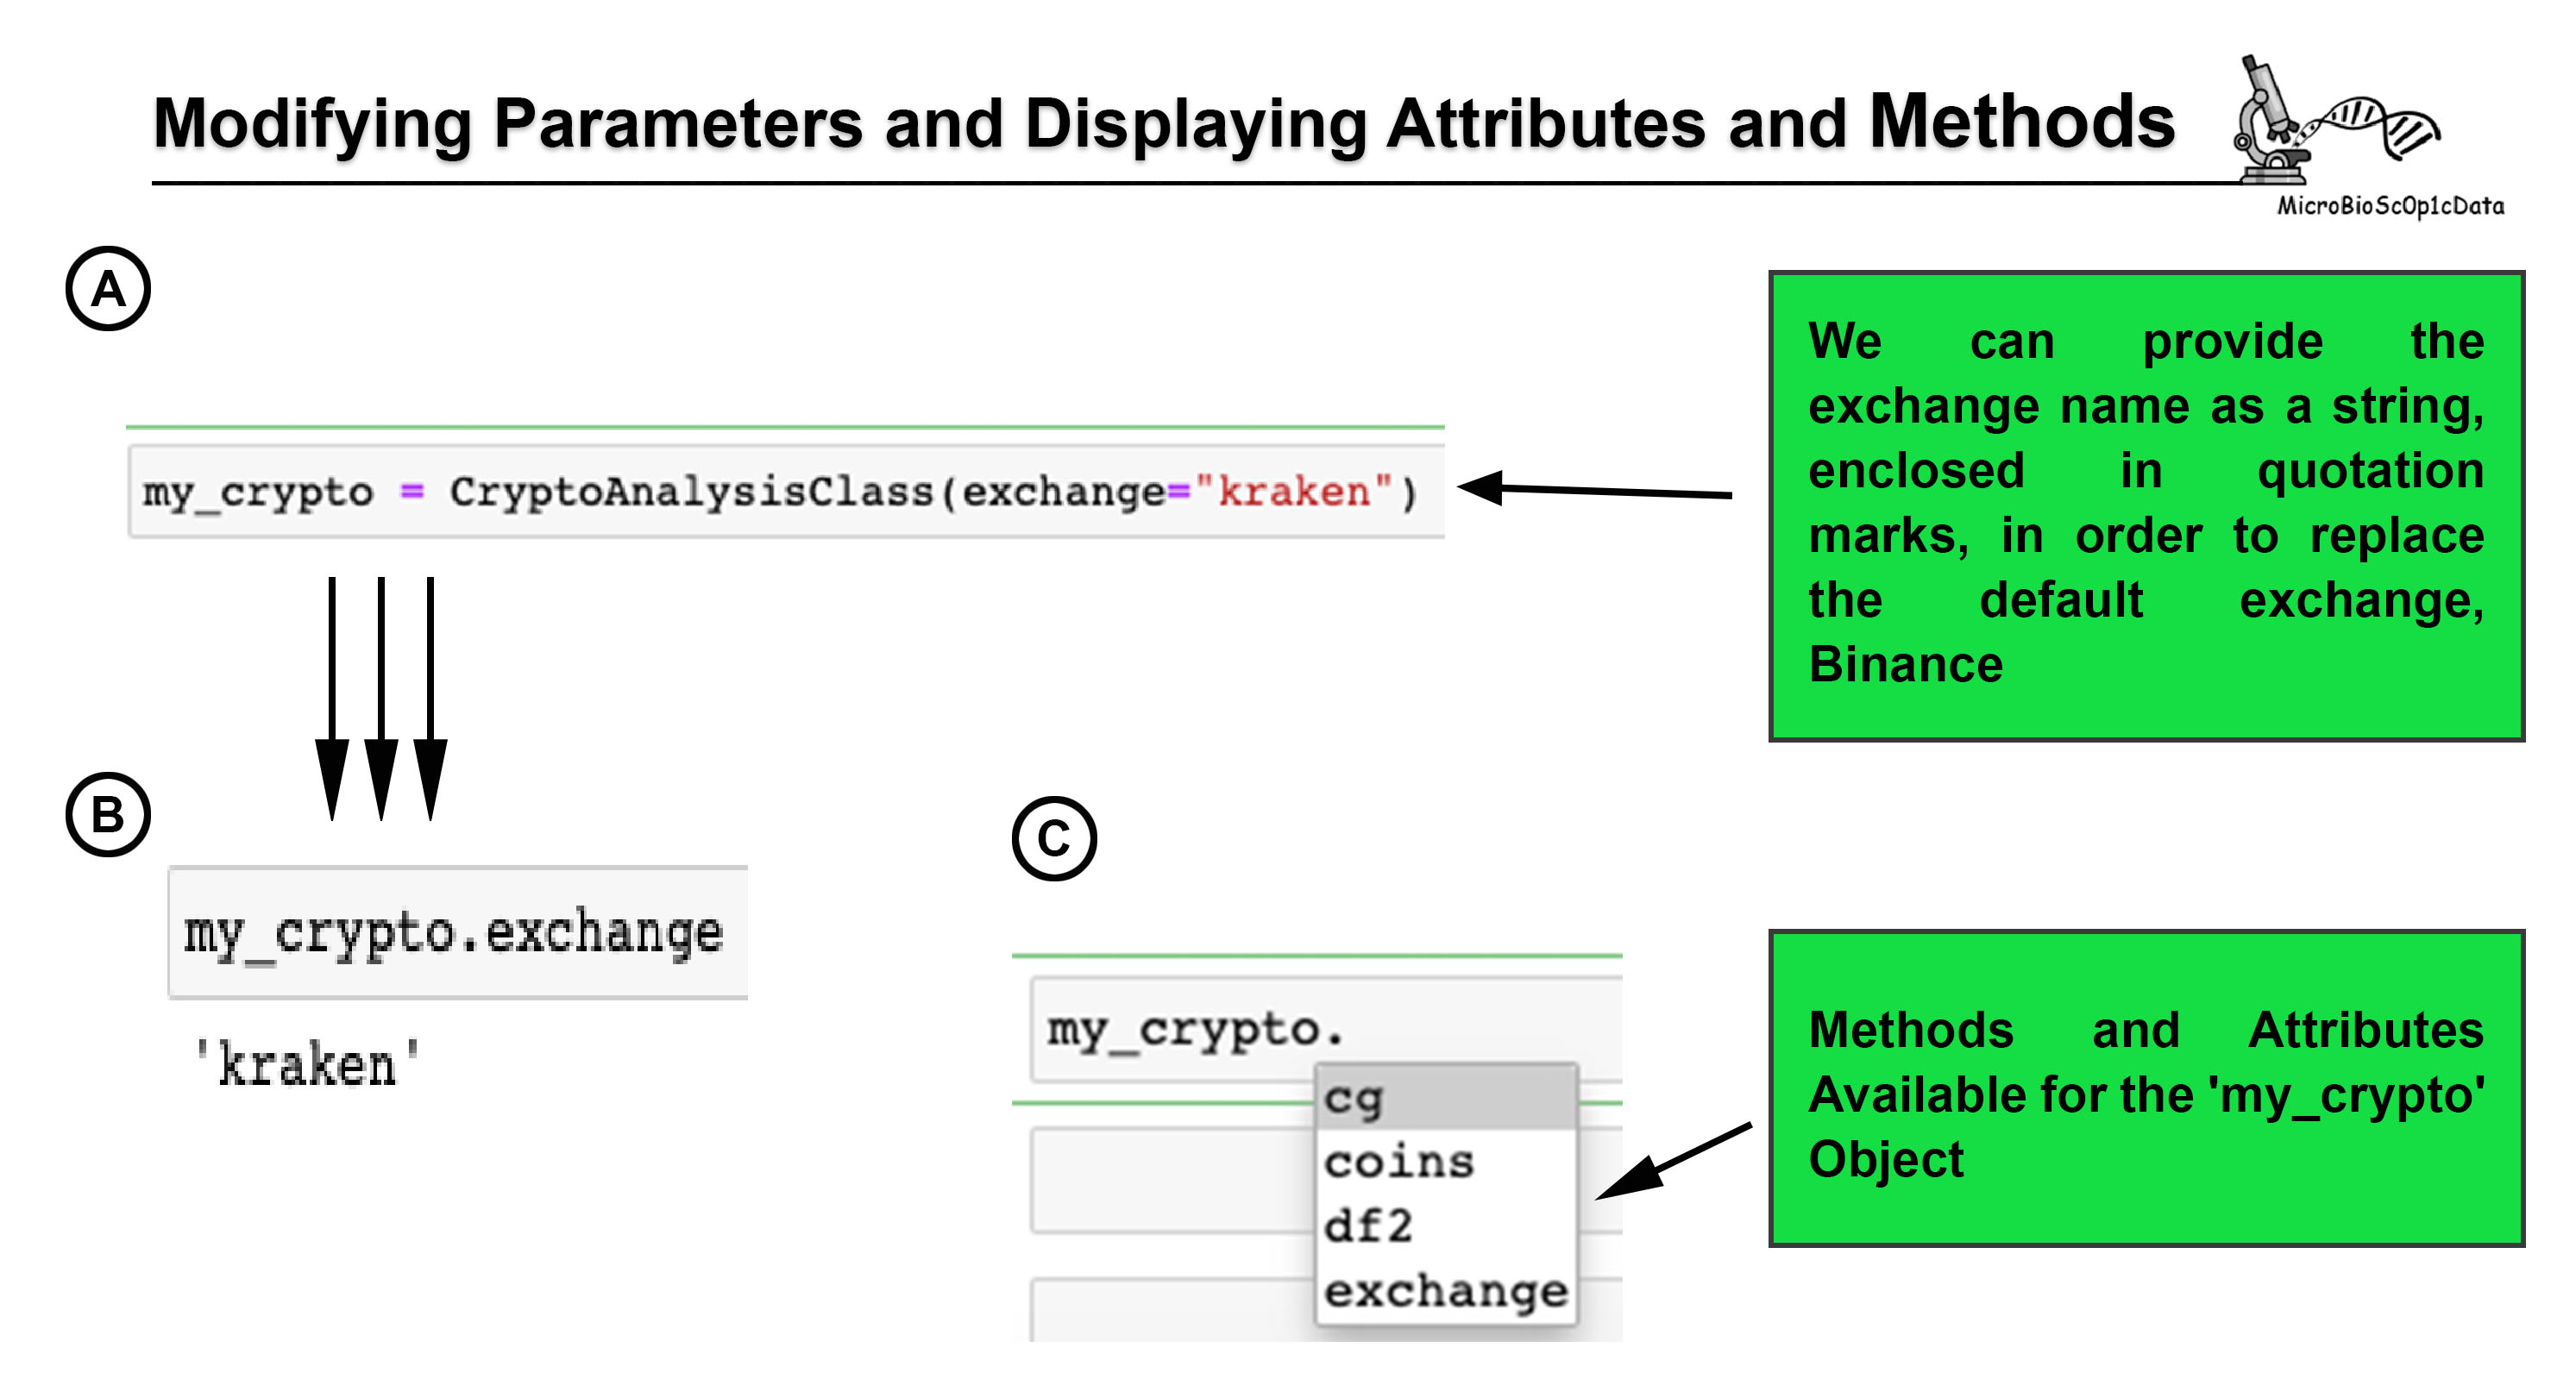 Modifying Parameters and Displaying Attributes and Methods
MicroBioSc0p1cData
A
my_crypto = CryptoAnalysisClass(exchange="kraken")
We can provide the
exchange name as a string,
enclosed in quotation
marks, in order to replace
the default exchange,
Binance
B
my_crypto.exchange
'kraken'
C
my_crypto.
cg
coins
df2
exchange
Methods and Attributes
Available for the 'my_crypto'
Object